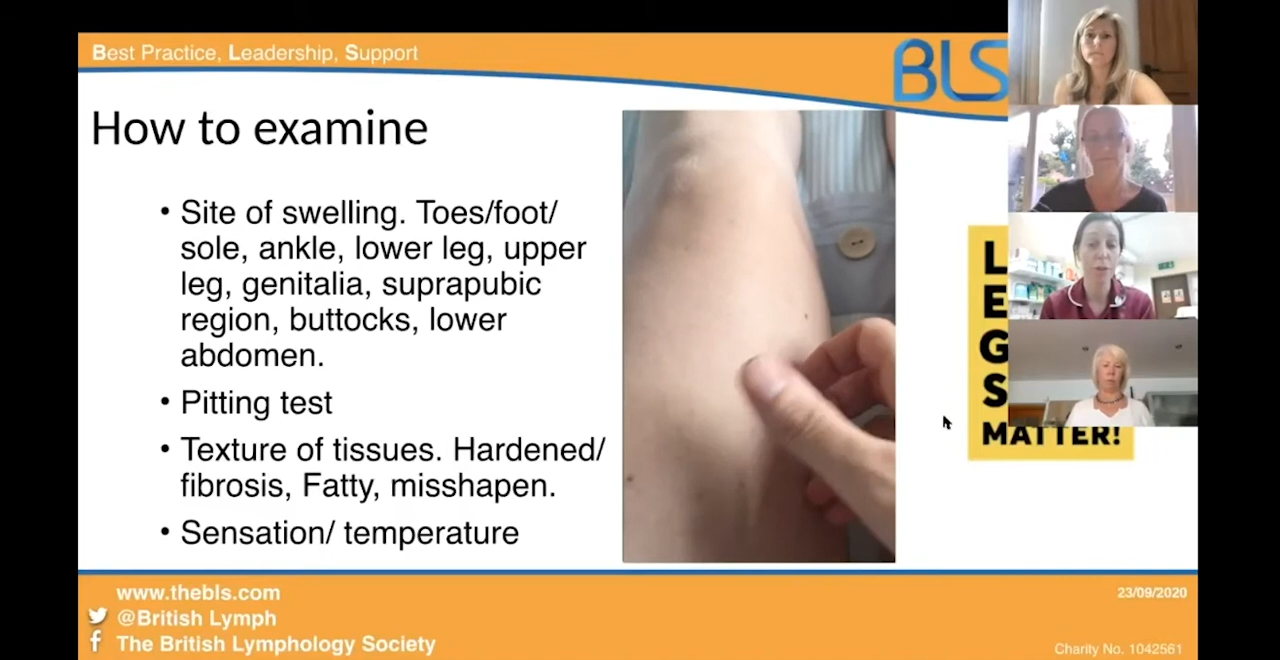 Best Practice, Leadership, Support
BLS
How to examine
• Site of swelling. Toes/foot/
sole, ankle, lower leg, upper
leg, genitalia, suprapubic
region, buttocks, lower
abdomen.
• Pitting test
• Texture of tissues. Hardened/
fibrosis, Fatty, misshapen.
• Sensation/ temperature
L
E
G
S
MATTER!
www.thebls.com
@British Lymph
The British Lymphology Society
23/09/2020
Charity No. 1042561